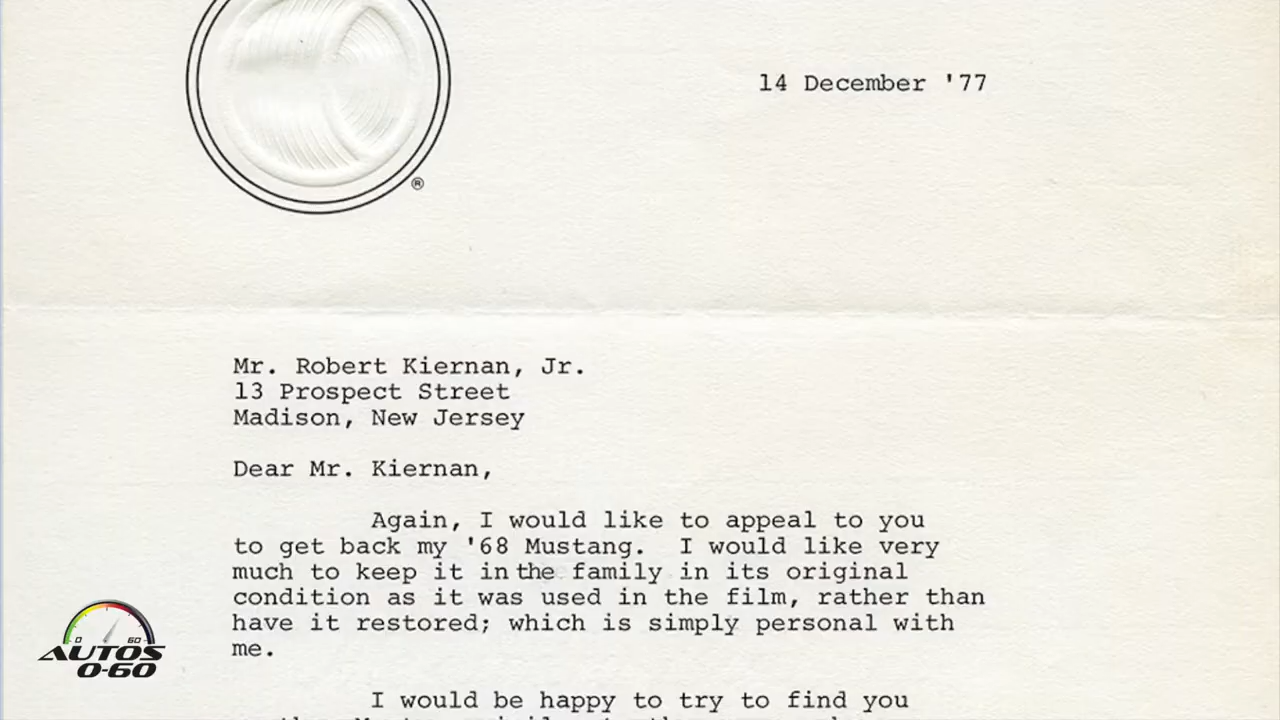 ®
14 December '77
Mr. Robert Kiernan, Jr.
13 Prospect Street
Madison, New Jersey
Dear Mr. Kiernan,
Again, I would like to appeal to you
to get back my '68 Mustang. I would like very
much to keep it in the family in its original
condition as it was used in the film, rather than
have it restored; which is simply personal with
me.
I would be happy to try to find you
0 60
AUTOS
0-60